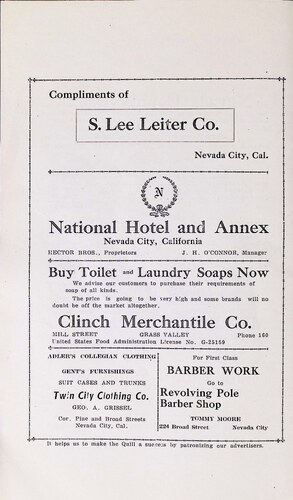 Compliments of
S. Lee Leiter Co.
Nevada City, Cal.
N
National Hotel and Annex
Nevada City, California
RECTOR BROS., Proprietors J. H. O'CONNOR, Manager
Buy Toilet and Laundry Soaps Now
We advise our customers to purchase their requirements of
soap of all kinds.
The price is going to be very high and some brands will no
doubt be off the market altogether.
Clinch Mercantile Co.
MILL STREET GRASS VALLEY Phone 160
United States Food Administration License No. G-25159
ADLER'S COLLEGIAN CLOTHING
GENT'S FURNISHINGS
SUIT CASES AND TRUNKS
Twin City Clothing Co.
GEO. A. GRISSEL
Cor. Pine and Broad Streets
Nevada City, Cal.
For First Class
BARBER WORK
Go to
Revolving Pole
Barber Shop
TOMMY MOORE
224 Broad Street Nevada City
It helps us to make the Quill a success by patronizing our advertisers.